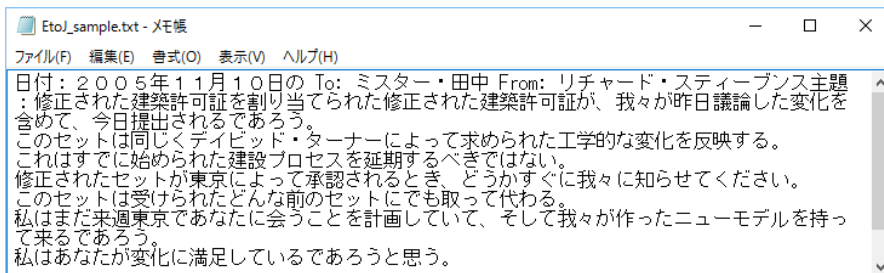 EtoJ_sample.txt - メモ帳
ファイル(F) 編集(E) 書式(O) 表示(V) ヘルプ(H)
日付：２００５年１１月１０日の To: ミスター・田中 From: リチャード・スティーブンス主題
：修正された建築許可証を割り当てられた修正された建築許可証が、我々が昨日議論した変化を
含めて、今日提出されるであろう。
このセットは同じくデイビッド・ターナーによって求められた工学的な変化を反映する。
これはすでに始められた建設プロセスを延期するべきではない。
修正されたセットが東京によって承認されるとき、どうかすぐに我々に知らせてください。
このセットは受けられたどんな前のセットにでも取って代わる。
私はまだ来週東京であなたに会うことを計画していて、そして我々が作ったニューモデルを持っ
て来るであろう。
私はあなたが変化に満足しているであろうと思う。